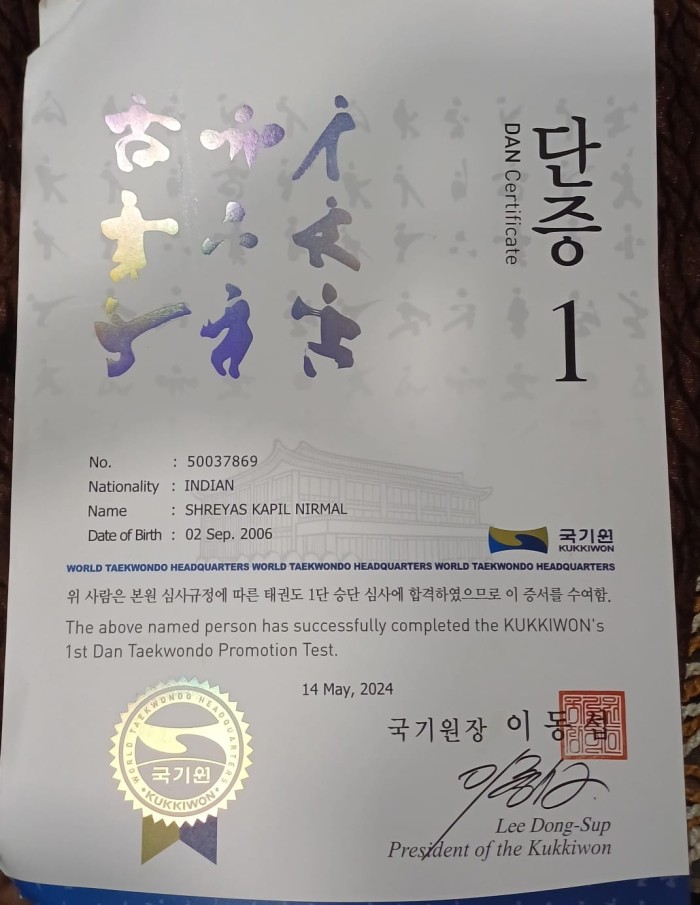 단증
DAN Certificate
1
No. : 50037869
Nationality : INDIAN
Name : SHREYAS KAPIL NIRMAL
Date of Birth : 02 Sep. 2006
국기원
KUKKIWON
WORLD TAEKWONDO HEADQUARTERS WORLD TAEKWONDO HEADQUARTERS WORLD TAEKWONDO HEADQUARTERS
위 사람은 본원 심사규정에 따른 태권도 1단 승단 심사에 합격하였으므로 이 증서를 수여함.
The above named person has successfully completed the KUKKIWON's
1st Dan Taekwondo Promotion Test.
14 May, 2024
국기원장 이동섭
Lee Dong-Sup
President of the Kukkiwon
WORLD TAEKWONDO HEADQUARTERS
국기원
KUKKIWON